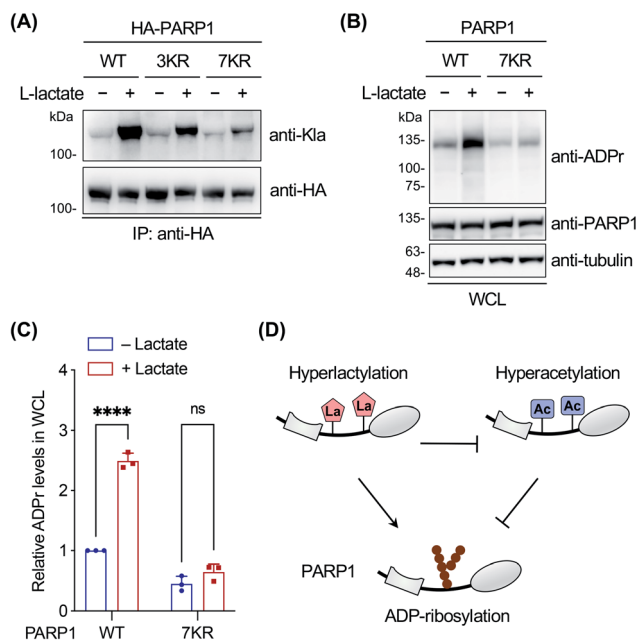 (A)
HA-PARP1
WT 3KR 7KR
L-lactate – + – + – +
kDa
anti-Kla
100-
anti-HA
100-
IP: anti-HA
(B)
PARP1
WT 7KR
L-lactate – + – +
kDa
135-
anti-ADPr
100-
75-
135-
anti-PARP1
63-
anti-tubulin
48-
WCL
(C)
– Lactate
+ Lactate
Relative ADPr levels in WCL
4
3
2
1
0
****
ns
PARP1 WT 7KR
(D)
Hyperlactylation Hyperacetylation
La La Ac Ac
PARP1
ADP-ribosylation